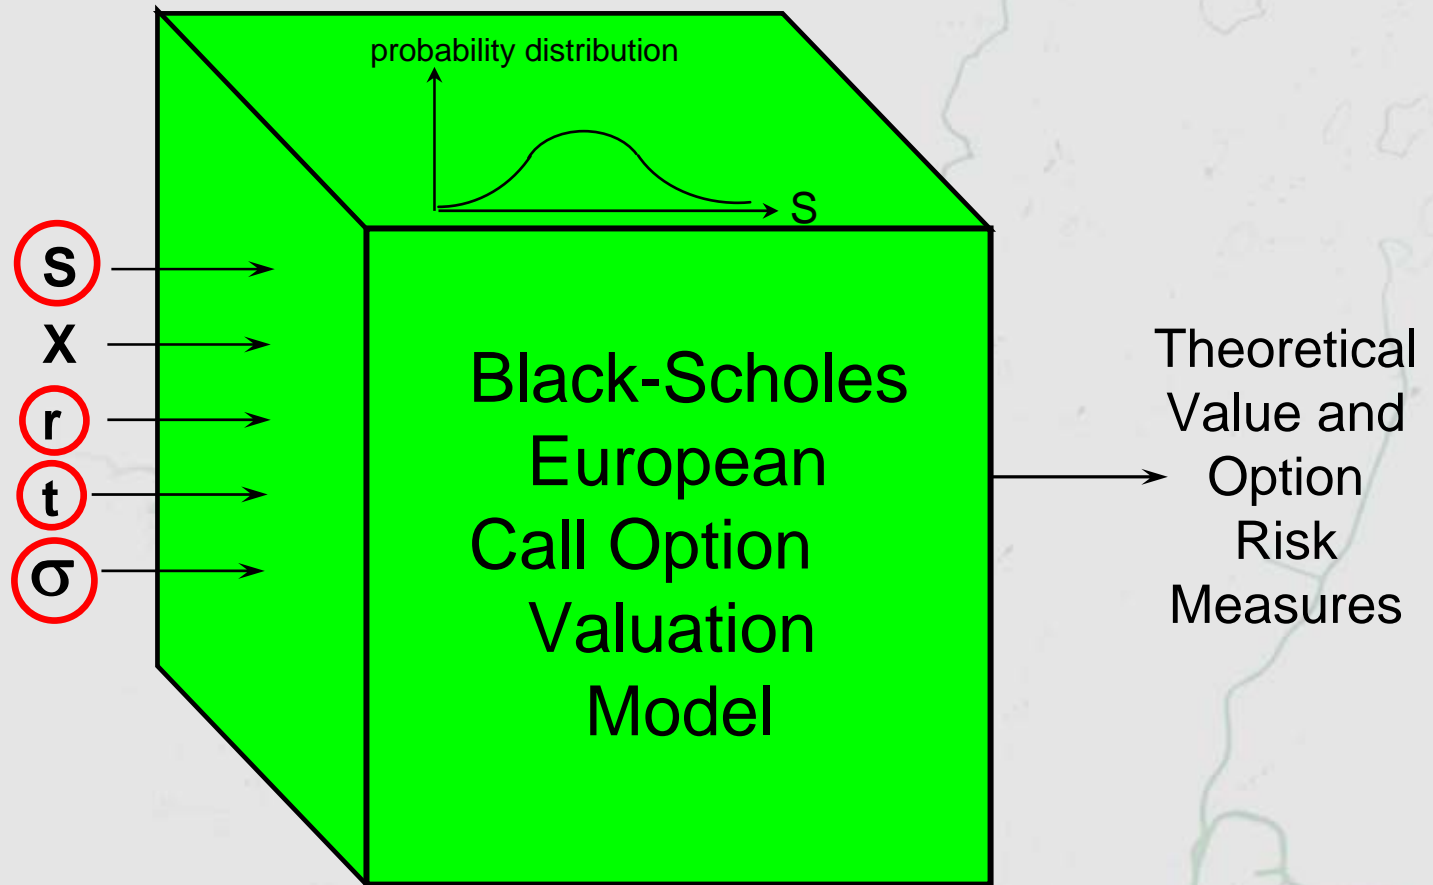 probability distribution
S
S
X
r
t
σ
Black-Scholes
European
Call Option
Valuation
Model
Theoretical
Value and
Option
Risk
Measures